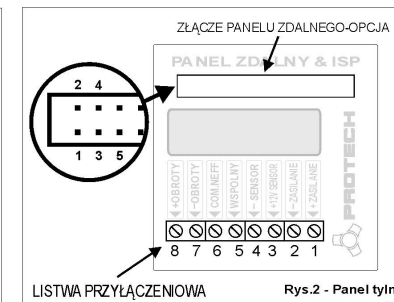 ZŁĄCZE PANELU ZDALNEGO-OPCJA
PANEL ZDALNY & ISP
2 4
1 3 5
+OBROTY
-OBROTY
COM.NEFF
WSPOLNY
- SENSOR
+12V SENSOR
-ZASILANIE
+ZASILANIE
PROTECH
8 7 6 5 4 3 2 1
LISTWA PRZYŁĄCZENIOWA
Rys.2 - Panel tyln